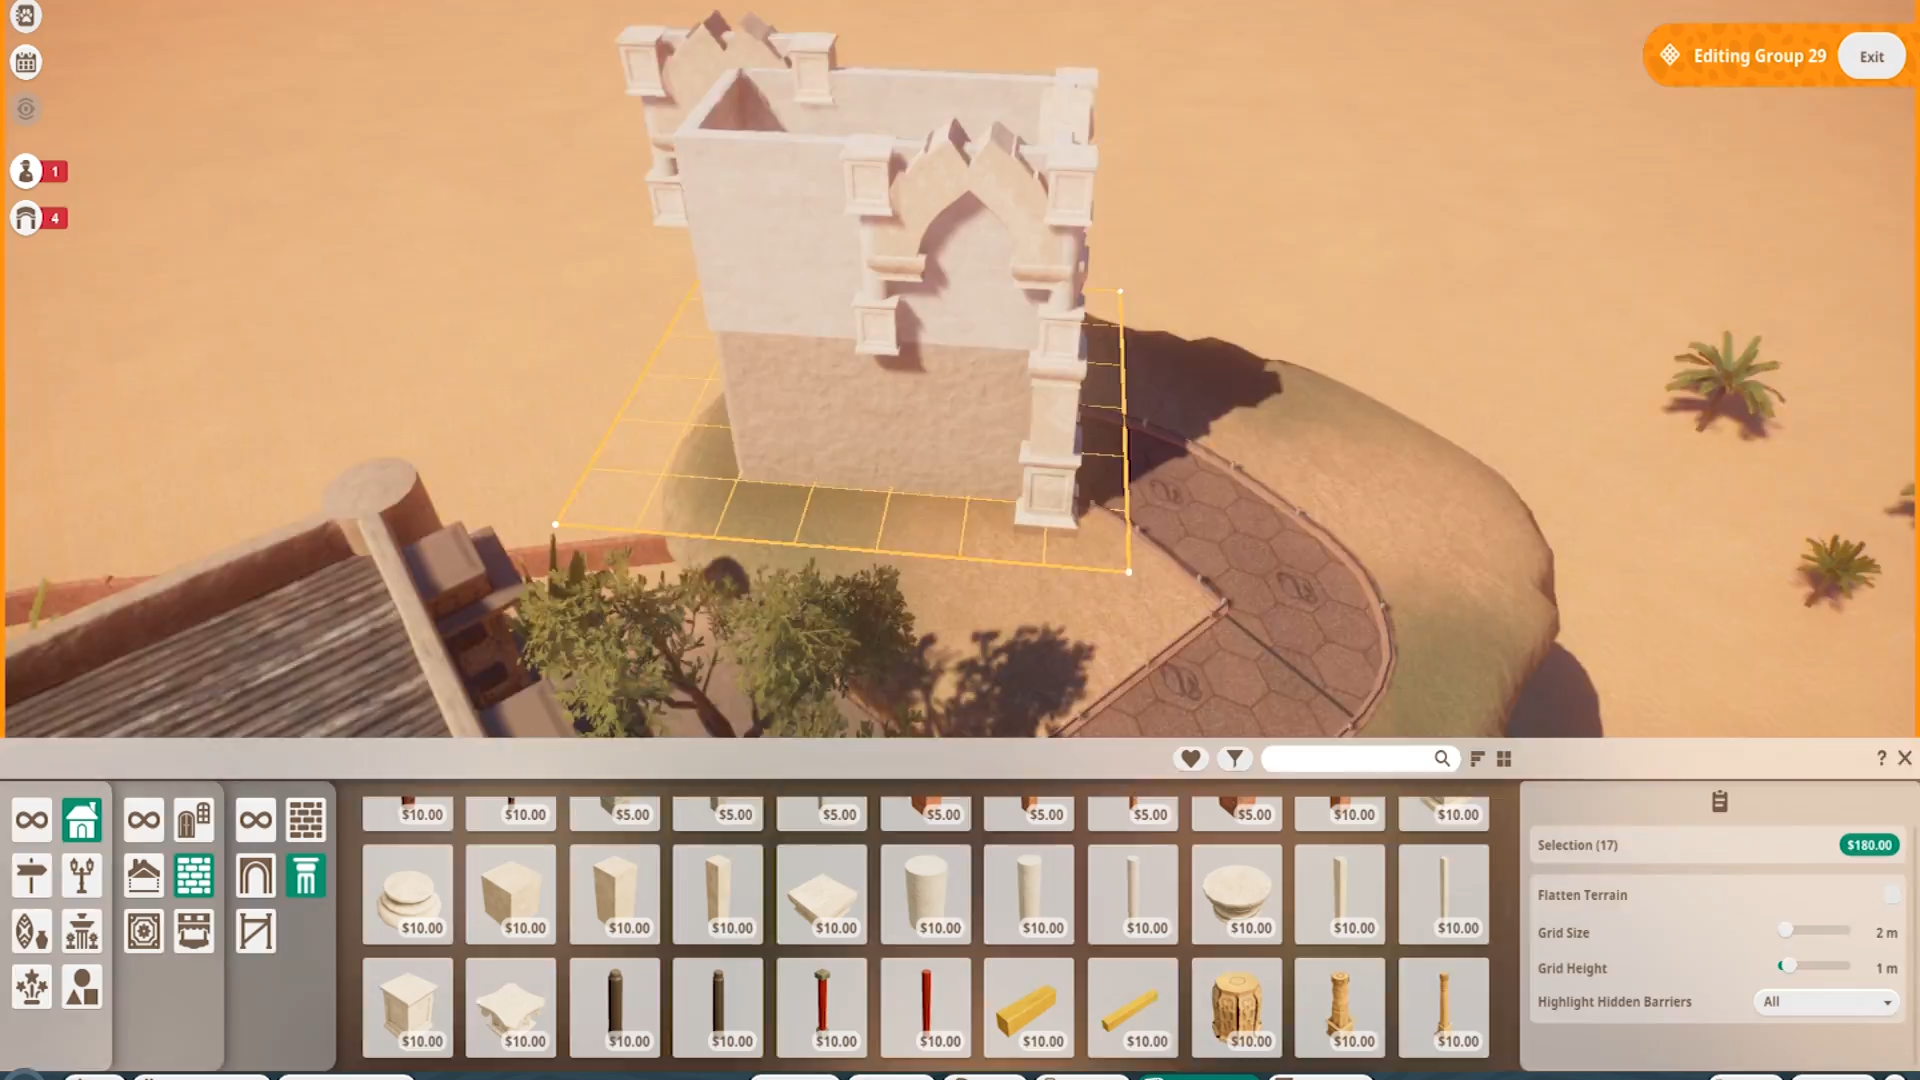 Editing Group 29
Exit
1
4
?
$10.00 $10.00 $5.00 $5.00 $5.00 $5.00 $5.00 $5.00 $5.00 $10.00 $10.00
$10.00 $10.00 $10.00 $10.00 $10.00 $10.00 $10.00 $10.00 $10.00 $10.00 $10.00
$10.00 $10.00 $10.00 $10.00 $10.00 $10.00 $10.00 $10.00 $10.00 $10.00 $10.00
Selection (17) $180.00
Flatten Terrain
Grid Size 2 m
Grid Height 1 m
Highlight Hidden Barriers All